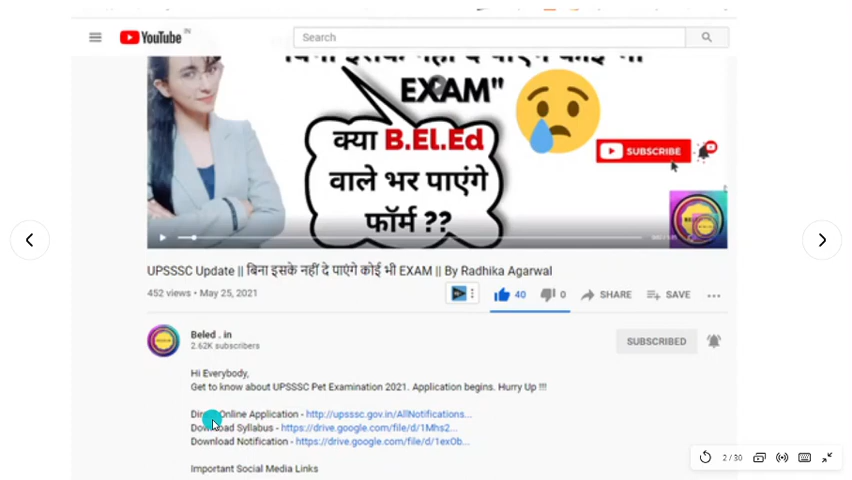 YouTube IN
Search
EXAM"
क्या B.El.Ed
वाले भर पाएंगे
फॉर्म ??
SUBSCRIBE
UPSSSC Update || बिना इसके नहीं दे पाएंगे कोई भी EXAM || By Radhika Agarwal
452 views • May 25, 2021
40
0
SHARE
SAVE
Beled . in
2.62K subscribers
SUBSCRIBED
Hi Everybody,
Get to know about UPSSSC Pet Examination 2021. Application begins. Hurry Up !!!
Online Application - http://upsssc.gov.in/AllNotifications...
Download Syllabus - https://drive.google.com/file/d/1Mhs2...
Download Notification - https://drive.google.com/file/d/1exOb...
Important Social Media Links
2 / 30